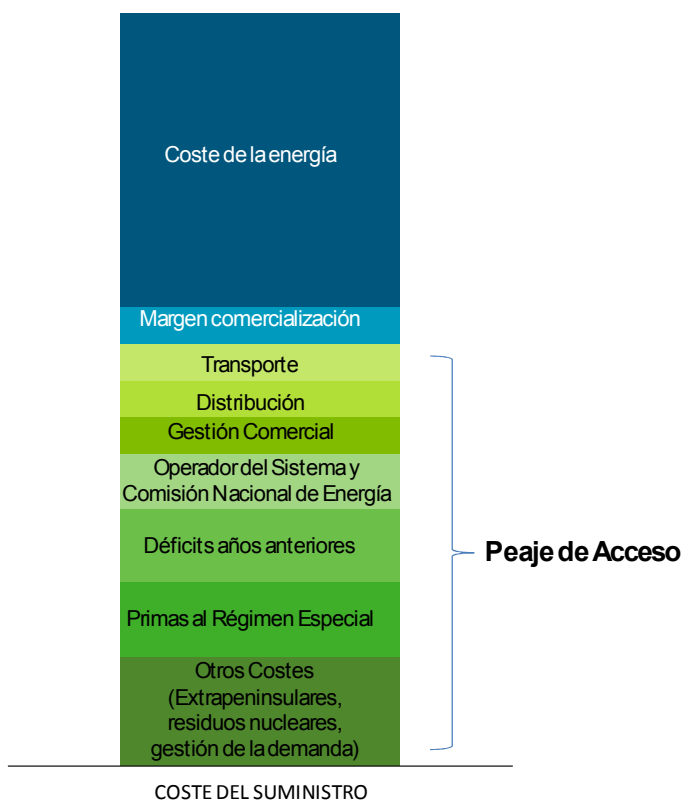 Coste de la energía
Margen comercialización
Transporte
Distribución
Gestión Comercial
Operador del Sistema y
Comisión Nacional de Energía
Déficits años anteriores
Peaje de Acceso
Primas al Régimen Especial
Otros Costes
(Extrapeninsulares,
residuos nucleares,
gestión de la demanda)
COSTE DEL SUMINISTRO